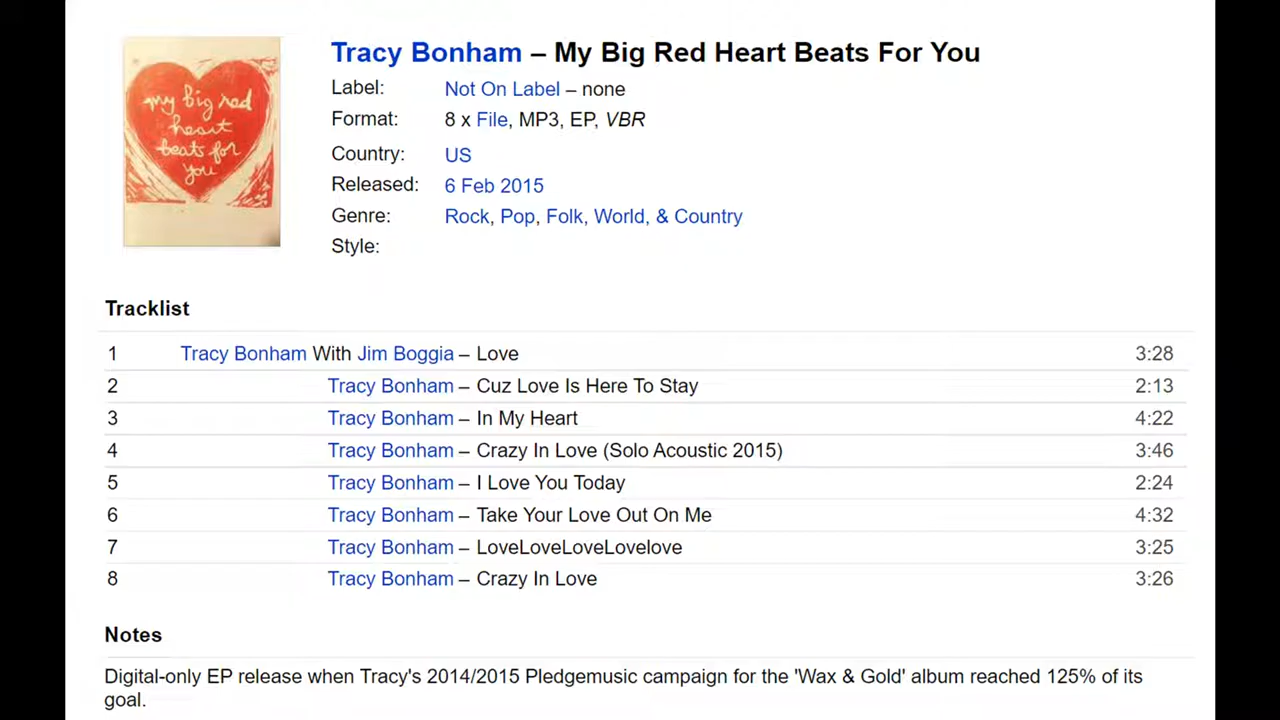 my big red
heart
beats for
you
Tracy Bonham – My Big Red Heart Beats For You
Label: Not On Label – none
Format: 8 x File, MP3, EP, VBR
Country: US
Released: 6 Feb 2015
Genre: Rock, Pop, Folk, World, & Country
Style:
Tracklist
1 Tracy Bonham With Jim Boggia – Love 3:28
2 Tracy Bonham – Cuz Love Is Here To Stay 2:13
3 Tracy Bonham – In My Heart 4:22
4 Tracy Bonham – Crazy In Love (Solo Acoustic 2015) 3:46
5 Tracy Bonham – I Love You Today 2:24
6 Tracy Bonham – Take Your Love Out On Me 4:32
7 Tracy Bonham – LoveLoveLoveLovelove 3:25
8 Tracy Bonham – Crazy In Love 3:26
Notes
Digital-only EP release when Tracy's 2014/2015 Pledgemusic campaign for the 'Wax & Gold' album reached 125% of its
goal.